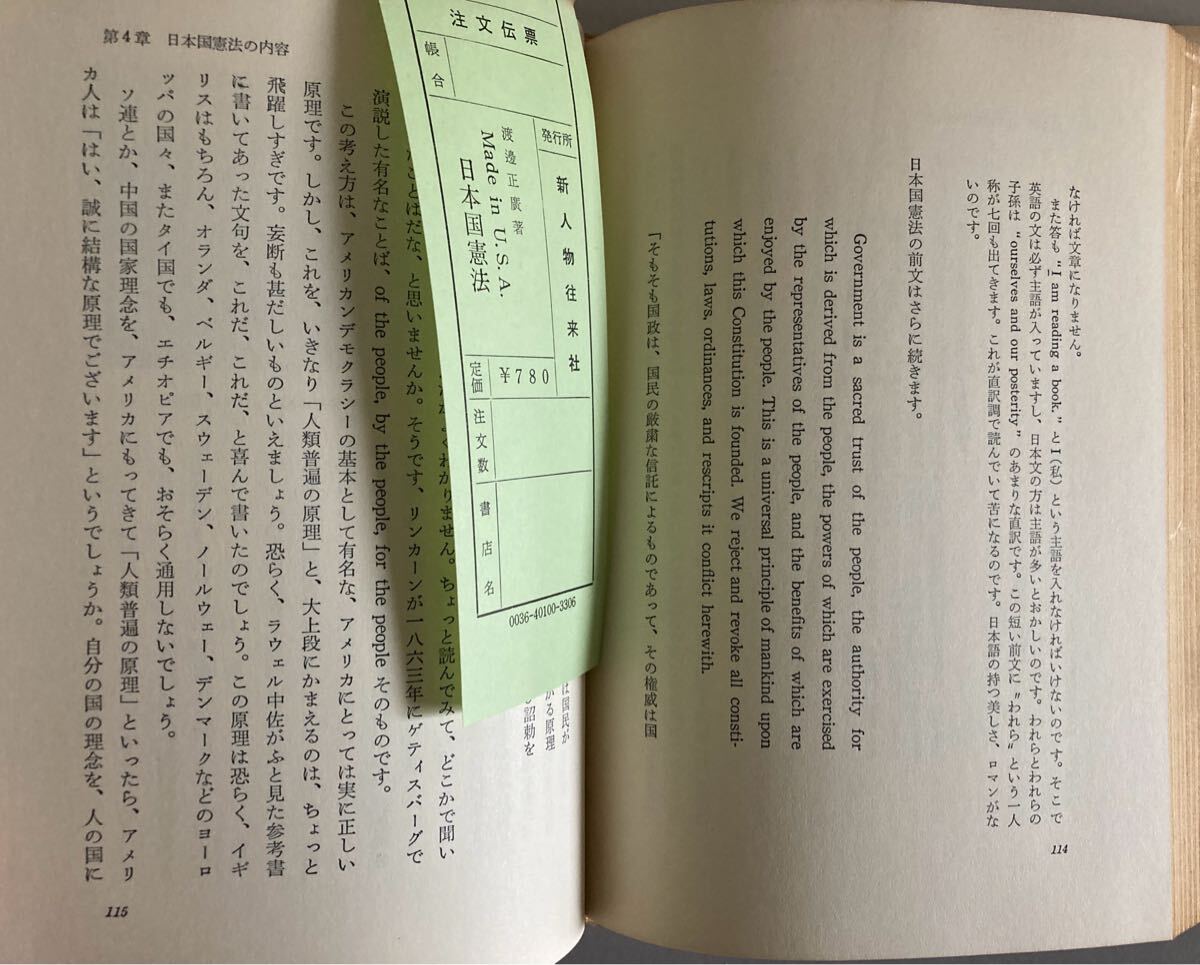 なければ文章になりません。
また答も "I am reading a book." とI(私)という主語を入れなければいけないのです。そこで
英語の文は必ず主語が入っていますし、日本文の方は主語が多いとおかしいのです。われらとわれらの
子孫は "ourselves and our posterity" のあまりな直訳です。この短い前文に〝われら〟という一人
称が七回も出てきます。これが直訳調で読んでいて苦になるのです。日本語の持つ美しさ、ロマンがな
いのです。
日本国憲法の前文はさらに続きます。
Government is a sacred trust of the people, the authority for
which is derived from the people, the powers of which are exercised
by the representatives of the people, and the benefits of which are
enjoyed by the people. This is a universal principle of mankind upon
which this Constitution is founded. We reject and revoke all consti-
tutions, laws, ordinances, and rescripts it conflict herewith.
「そもそも国政は、国民の厳粛な信託によるものであって、その権威は国
114
第4章 日本国憲法の内容
は国民が
かる原理
詔勅を
くわかりません。ちょっと読んでみて、どこかで聞い
たことはだな、と思いませんか。そうです、リンカーンが一八六三年にゲティスバーグで
演説した有名なことば、of the people, by the people, for the people そのものです。
この考え方は、アメリカンデモクラシーの基本として有名な、アメリカにとっては実に正しい
原理です。しかし、これを、いきなり「人類普遍の原理」と、大上段にかまえるのは、ちょっと
飛躍しすぎです。妄断も甚だしいものといえましょう。恐らく、ラウェル中佐がふと見た参考書
に書いてあった文句を、これだ、これだ、と喜んで書いたのでしょう。この原理は恐らく、イギ
リスはもちろん、オランダ、ベルギー、スウェーデン、ノールウェー、デンマークなどのヨーロ
ッパの国々、またタイ国でも、エチオピアでも、おそらく通用しないでしょう。
ソ連とか、中国の国家理念を、アメリカにもってきて「人類普遍の原理」といったら、アメリ
カ人は「はい、誠に結構な原理でございます」というでしょうか。自分の国の理念を、人の国に
115
注文伝票
帳合
発行所 新人物往来社
渡邊正廣著
Made in U.S.A.
日本国憲法
定価 ¥780
注文数
書店名
0036-40100-3306